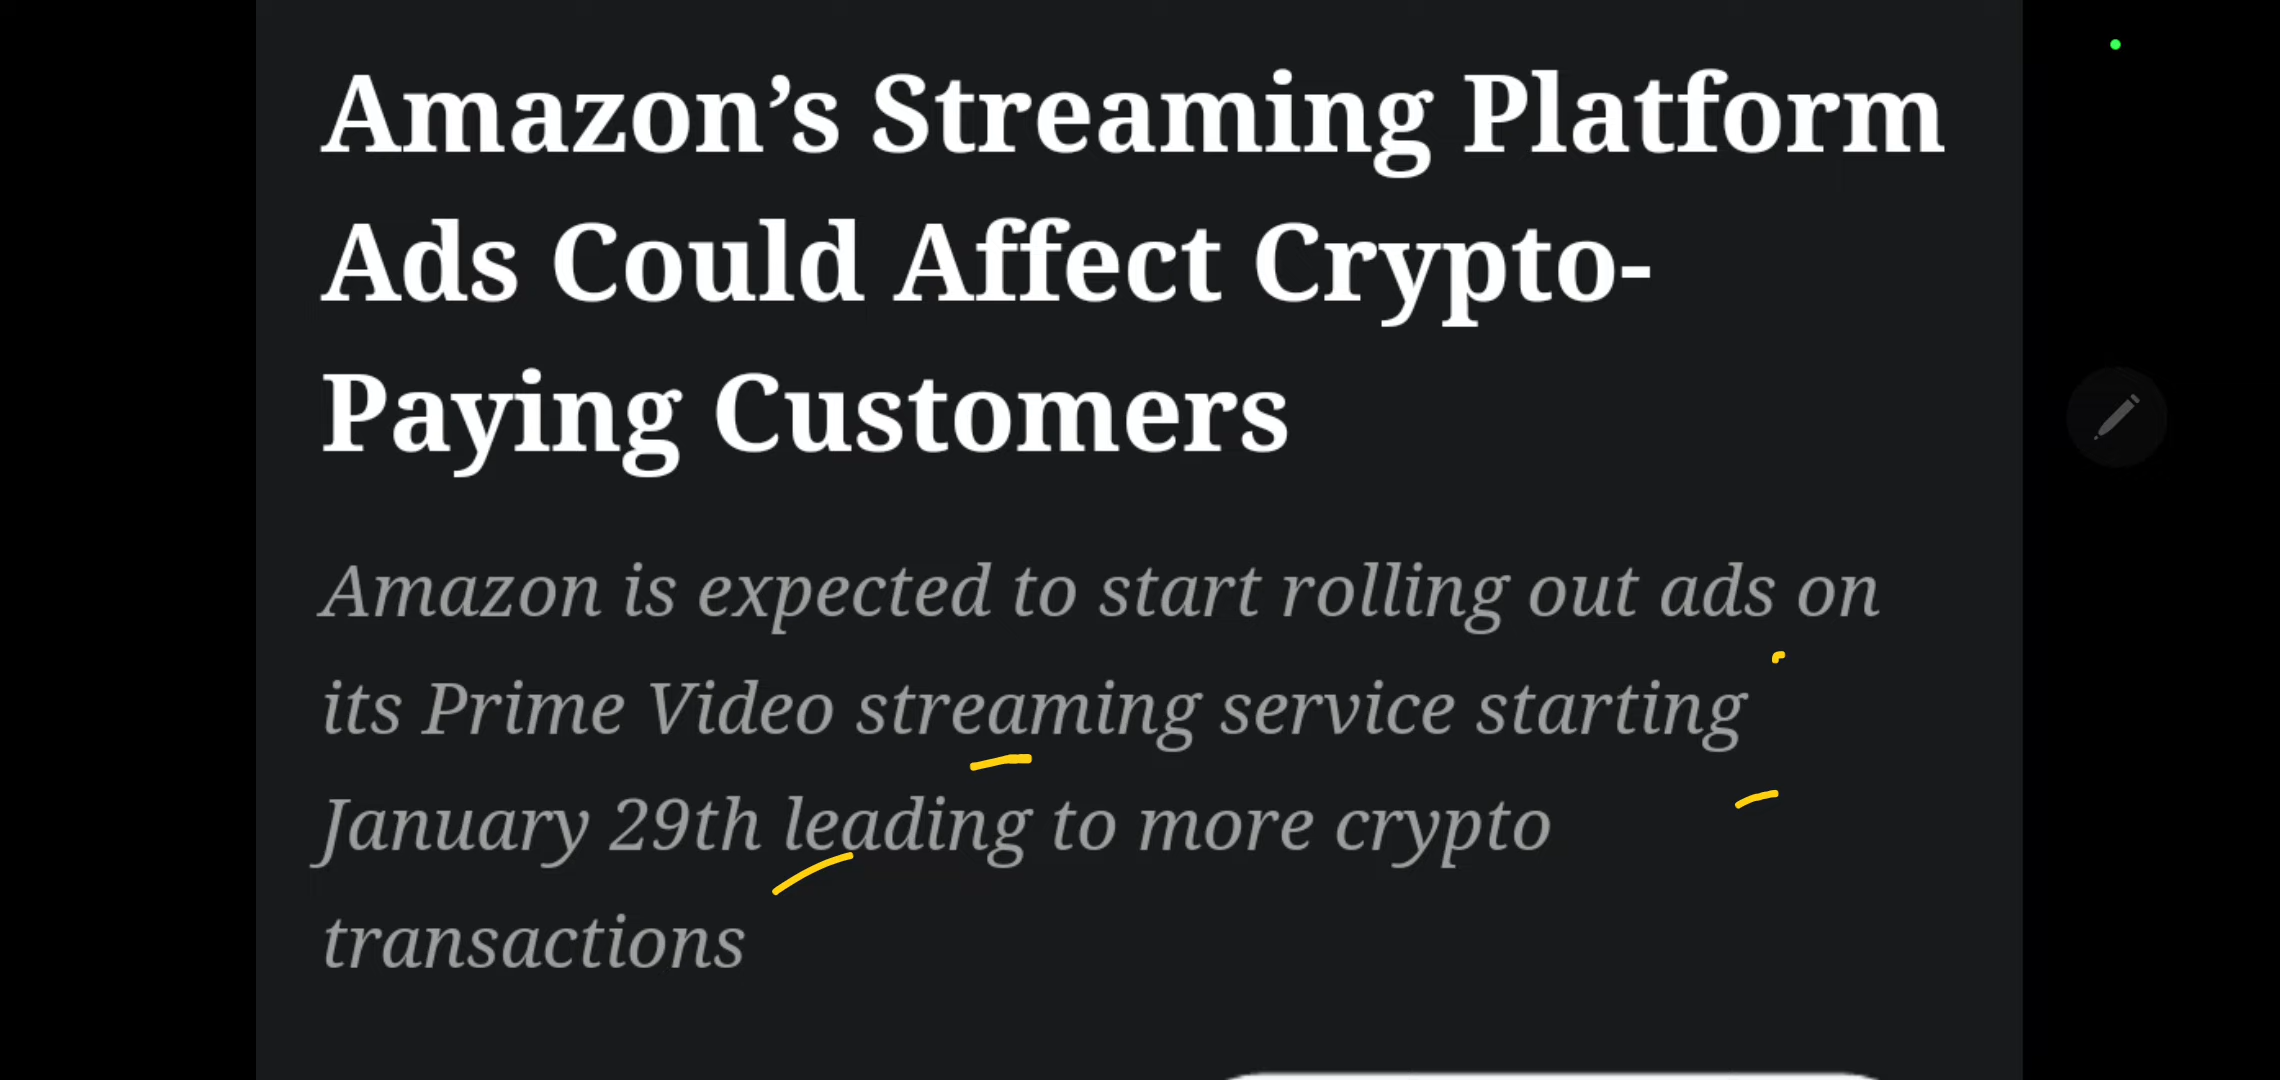 Amazon’s Streaming Platform
Ads Could Affect Crypto-
Paying Customers
Amazon is expected to start rolling out ads on
its Prime Video streaming service starting
January 29th leading to more crypto
transactions